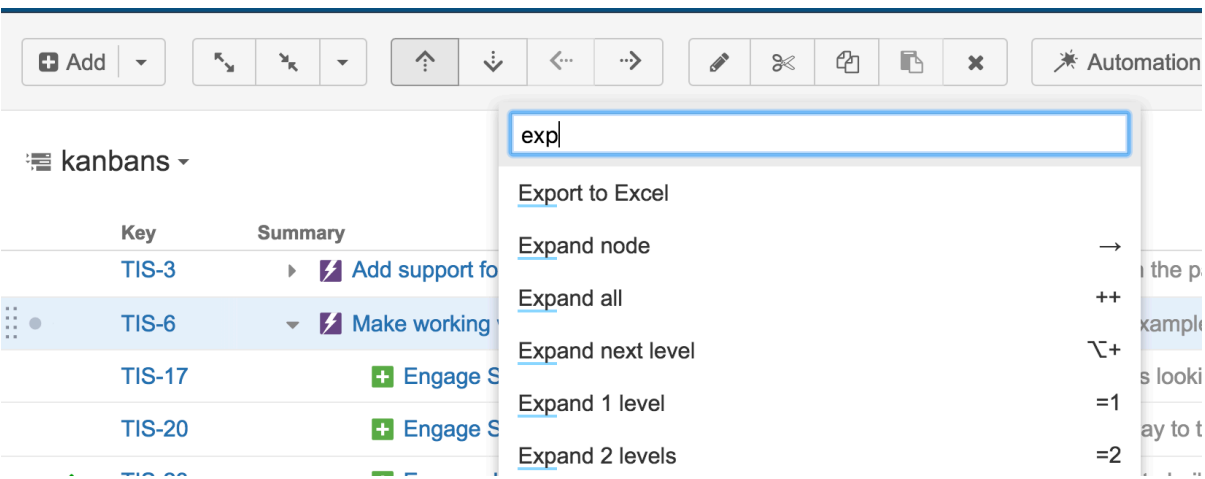 Add
Automation
exp
kanbans
Export to Excel
Key Summary
Expand node →
TIS-3 Add support fo the p
Expand all ++
TIS-6 Make working
Expand next level ⌥+
TIS-17 Engage S s looki
Expand 1 level =1
TIS-20 Engage S ay to t
Expand 2 levels =2